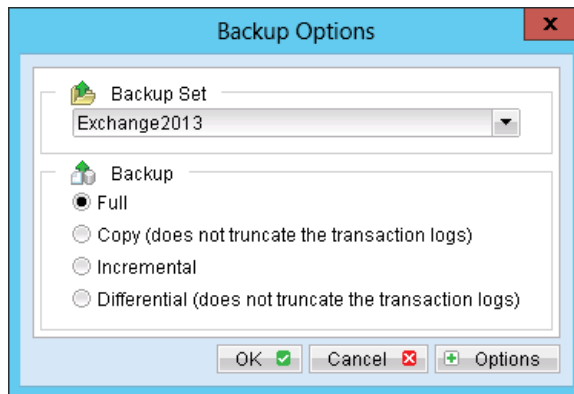 Backup Options
x
Backup Set
Exchange2013
Backup
Full
Copy (does not truncate the transaction logs)
Incremental
Differential (does not truncate the transaction logs)
OK Cancel Options